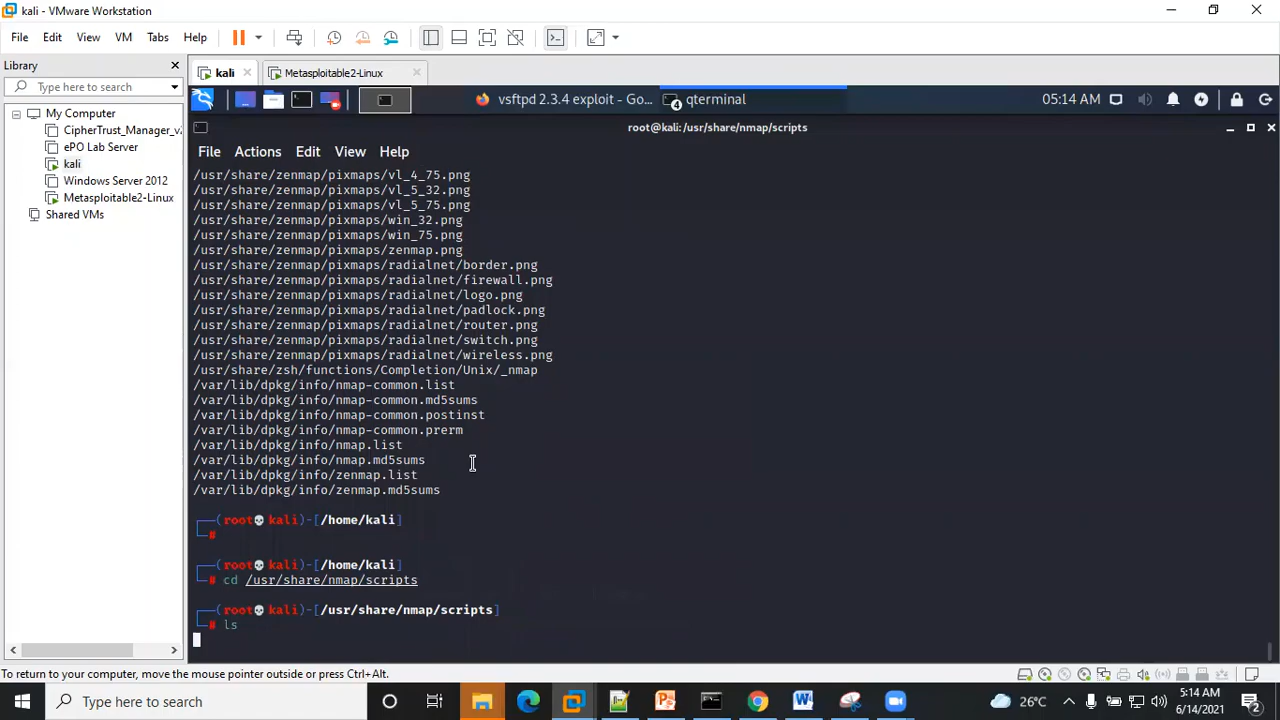 kali - VMware Workstation
File Edit View VM Tabs Help
Library
Type here to search
My Computer
CipherTrust_Manager_v
ePO Lab Server
kali
Windows Server 2012
Metasploitable2-Linux
Shared VMs
kali Metasploitable2-Linux
vsftpd 2.3.4 exploit - Go... 4 qterminal 05:14 AM
root@kali:/usr/share/nmap/scripts
File Actions Edit View Help
/usr/share/zenmap/pixmaps/vl_4_75.png
/usr/share/zenmap/pixmaps/vl_5_32.png
/usr/share/zenmap/pixmaps/vl_5_75.png
/usr/share/zenmap/pixmaps/win_32.png
/usr/share/zenmap/pixmaps/win_75.png
/usr/share/zenmap/pixmaps/zenmap.png
/usr/share/zenmap/pixmaps/radialnet/border.png
/usr/share/zenmap/pixmaps/radialnet/firewall.png
/usr/share/zenmap/pixmaps/radialnet/logo.png
/usr/share/zenmap/pixmaps/radialnet/padlock.png
/usr/share/zenmap/pixmaps/radialnet/router.png
/usr/share/zenmap/pixmaps/radialnet/switch.png
/usr/share/zenmap/pixmaps/radialnet/wireless.png
/usr/share/zsh/functions/Completion/Unix/_nmap
/var/lib/dpkg/info/nmap-common.list
/var/lib/dpkg/info/nmap-common.md5sums
/var/lib/dpkg/info/nmap-common.postinst
/var/lib/dpkg/info/nmap-common.prerm
/var/lib/dpkg/info/nmap.list
/var/lib/dpkg/info/nmap.md5sums
/var/lib/dpkg/info/zenmap.list
/var/lib/dpkg/info/zenmap.md5sums
┌──(root💀kali)-[/home/kali]
└─#
┌──(root💀kali)-[/home/kali]
└─# cd /usr/share/nmap/scripts
┌──(root💀kali)-[/usr/share/nmap/scripts]
└─# ls
To return to your computer, move the mouse pointer outside or press Ctrl+Alt.
Type here to search
26°C
5:14 AM
6/14/2021
2